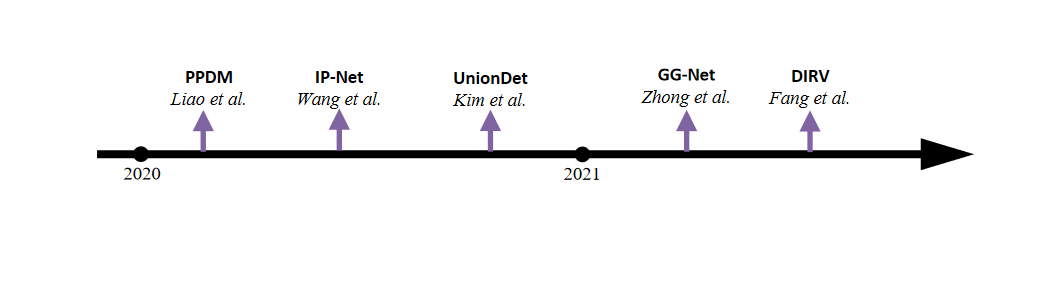 PPDM
Liao et al.
IP-Net
Wang et al.
UnionDet
Kim et al.
GG-Net
Zhong et al.
DIRV
Fang et al.
2020
2021